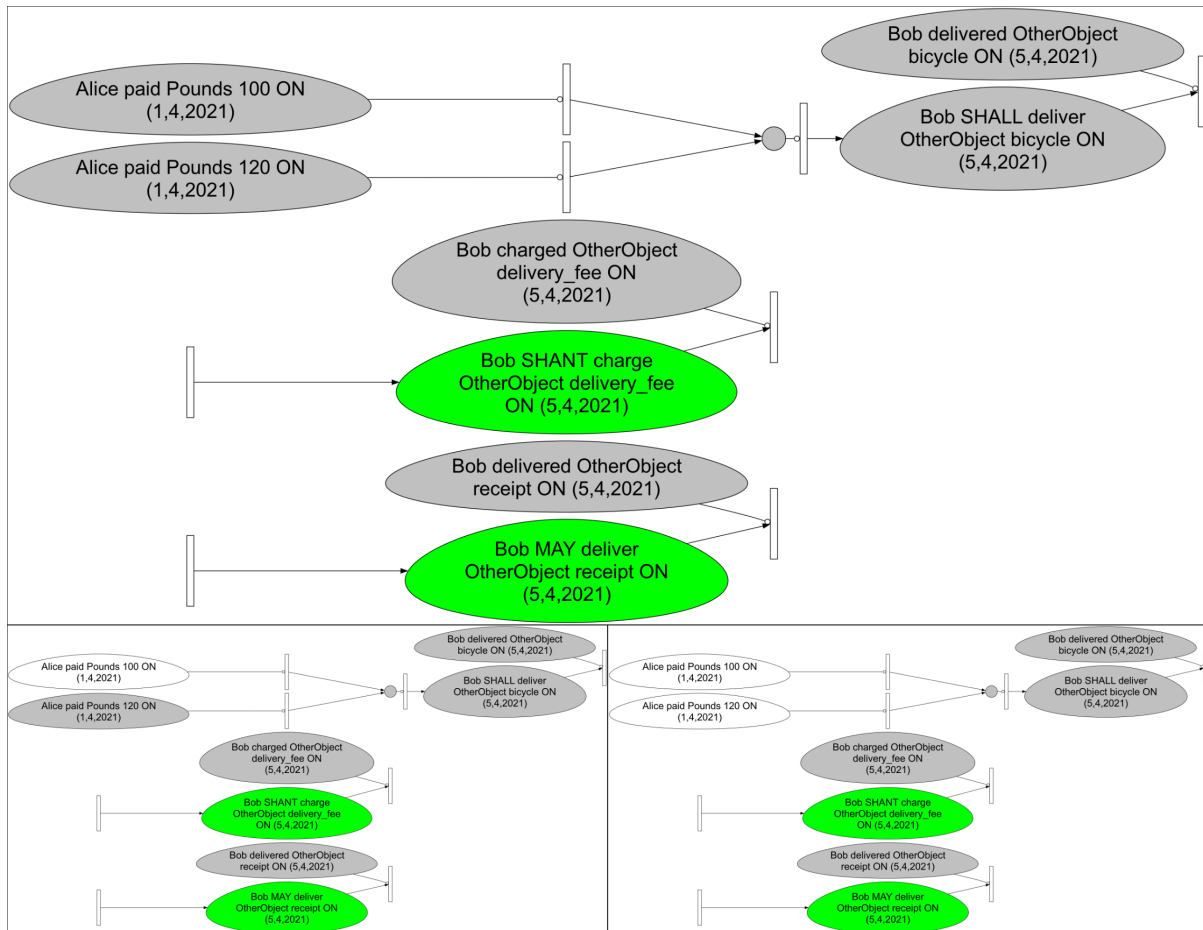 Bob delivered OtherObject
bicycle ON (5,4,2021)
Alice paid Pounds 100 ON
(1,4,2021)
Bob SHALL deliver
OtherObject bicycle ON
(5,4,2021)
Alice paid Pounds 120 ON
(1,4,2021)
Bob charged OtherObject
delivery_fee ON
(5,4,2021)
Bob SHANT charge
OtherObject delivery_fee
ON (5,4,2021)
Bob delivered OtherObject
receipt ON (5,4,2021)
Bob MAY deliver
OtherObject receipt ON
(5,4,2021)
Bob delivered OtherObject
bicycle ON (5,4,2021)
Alice paid Pounds 100 ON
(1,4,2021)
Bob SHALL deliver
OtherObject bicycle ON
(5,4,2021)
Alice paid Pounds 120 ON
(1,4,2021)
Bob charged OtherObject
delivery_fee ON
(5,4,2021)
Bob SHANT charge
OtherObject delivery_fee
ON (5,4,2021)
Bob delivered OtherObject
receipt ON (5,4,2021)
Bob MAY deliver
OtherObject receipt ON
(5,4,2021)
Bob delivered OtherObject
bicycle ON (5,4,2021)
Alice paid Pounds 100 ON
(1,4,2021)
Bob SHALL deliver
OtherObject bicycle ON
(5,4,2021)
Alice paid Pounds 120 ON
(1,4,2021)
Bob charged OtherObject
delivery_fee ON
(5,4,2021)
Bob SHANT charge
OtherObject delivery_fee
ON (5,4,2021)
Bob delivered OtherObject
receipt ON (5,4,2021)
Bob MAY deliver
OtherObject receipt ON
(5,4,2021)